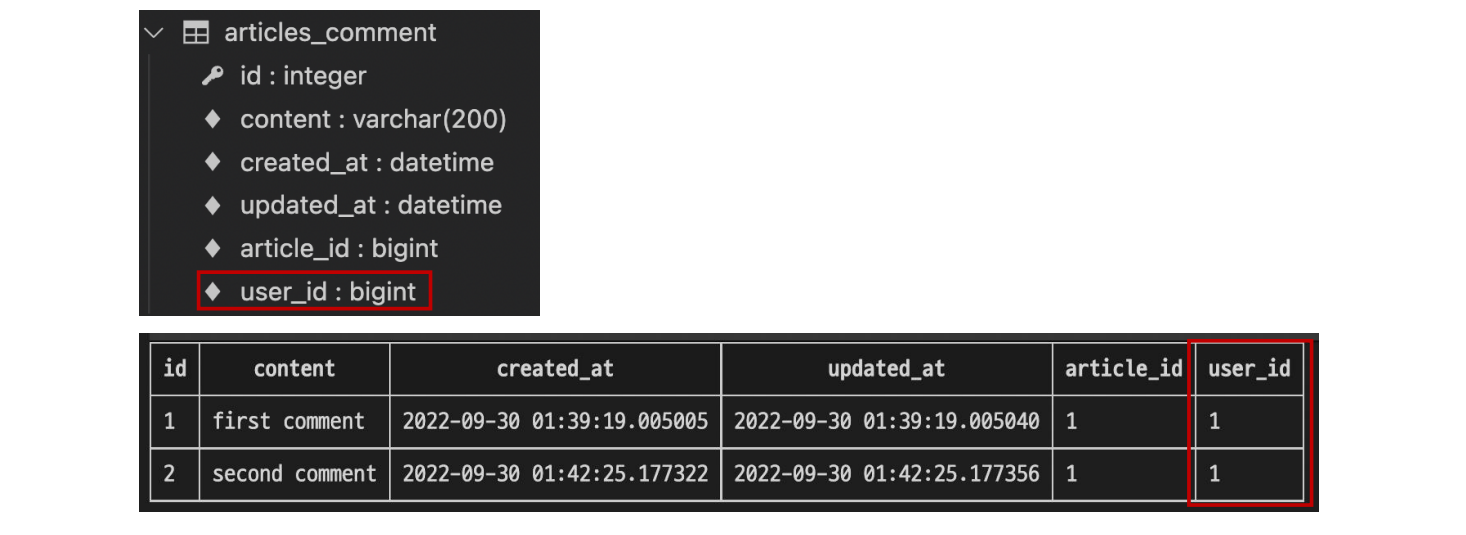 articles_comment
id : integer
content : varchar(200)
created_at : datetime
updated_at : datetime
article_id : bigint
user_id : bigint
id content created_at updated_at article_id user_id
1 first comment 2022-09-30 01:39:19.005005 2022-09-30 01:39:19.005040 1 1
2 second comment 2022-09-30 01:42:25.177322 2022-09-30 01:42:25.177356 1 1